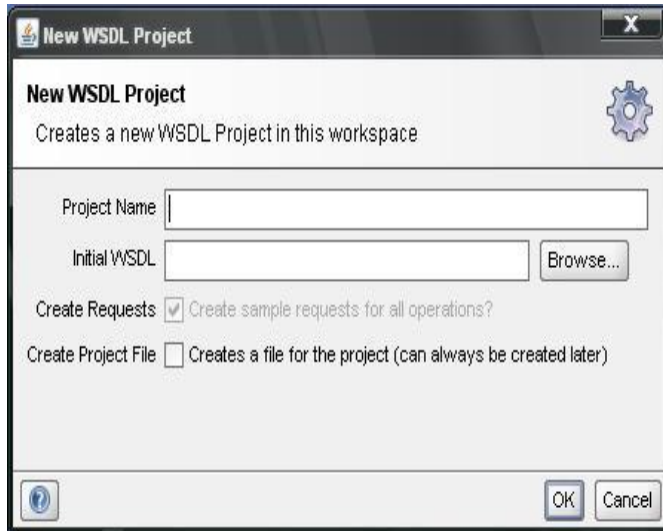 New WSDL Project
X
New WSDL Project
Creates a new WSDL Project in this workspace
Project Name
Initial WSDL
Browse...
Create Requests Create sample requests for all operations?
Create Project File Creates a file for the project (can always be created later)
?
OK
Cancel